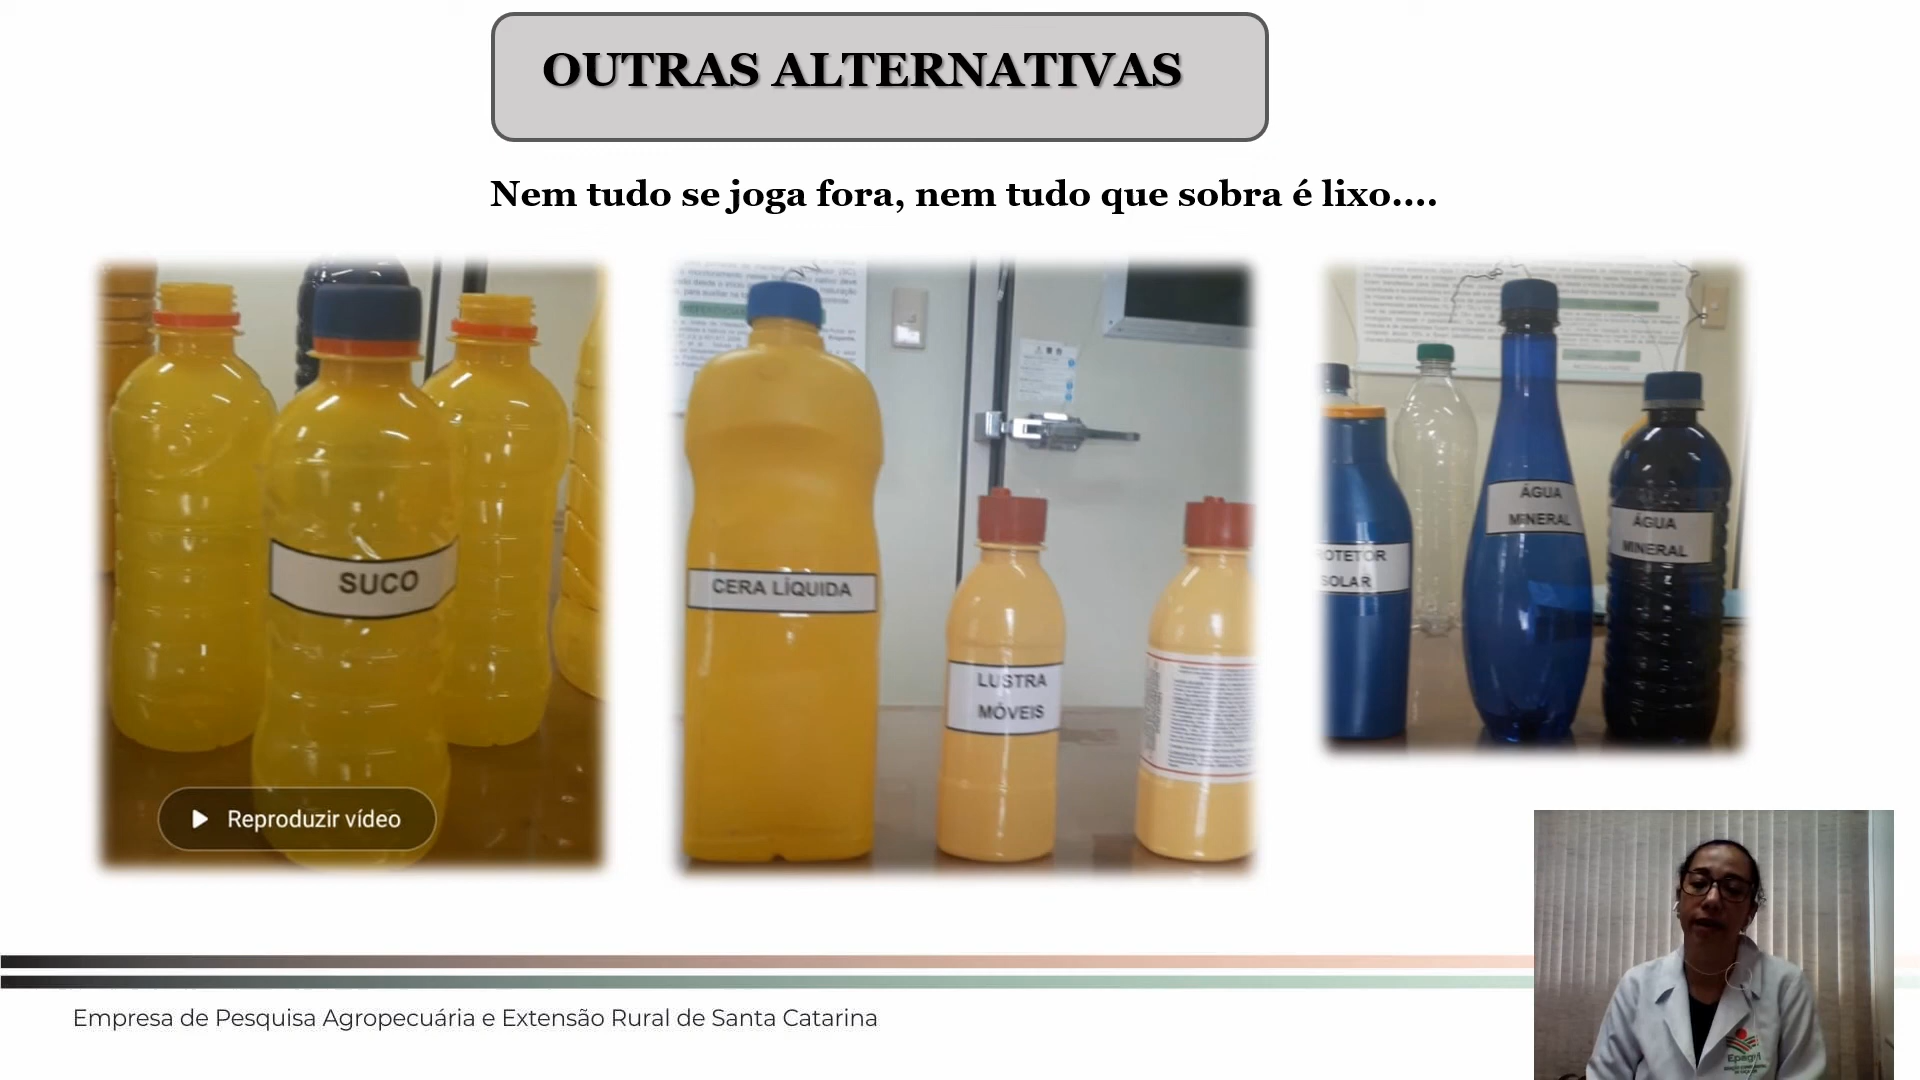 OUTRAS ALTERNATIVAS
Nem tudo se joga fora, nem tudo que sobra é lixo....
SUCO
Reproduzir vídeo
CERA LÍQUIDA
LUSTRA
MÓVEIS
ROTETOR
SOLAR
ÁGUA
MINERAL
ÁGUA
MINERAL
Empresa de Pesquisa Agropecuária e Extensão Rural de Santa Catarina